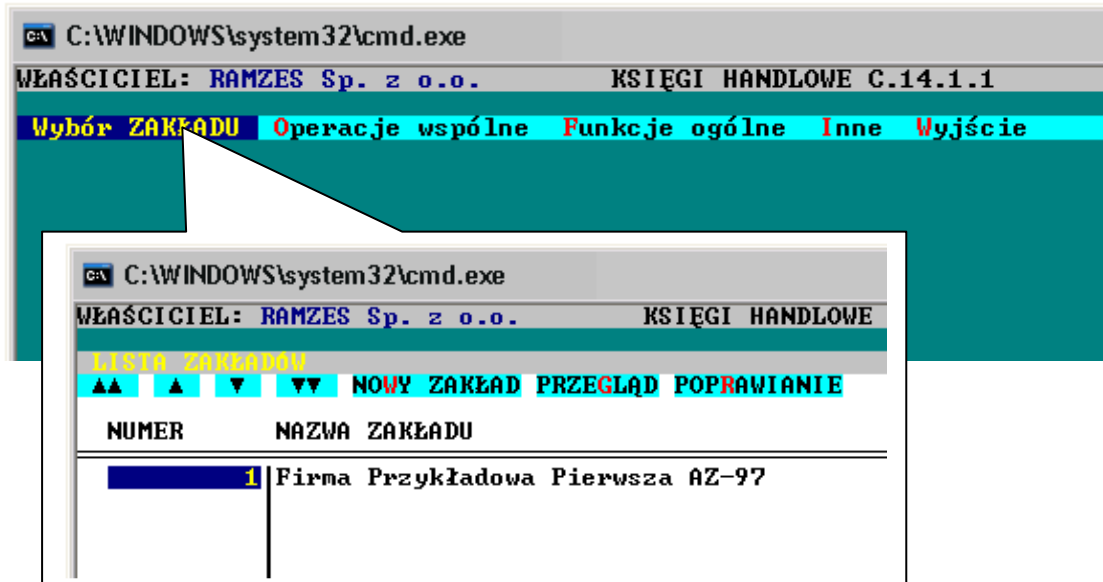 C:\WINDOWS\system32\cmd.exe
WŁAŚCICIEL: RAMZES Sp. z o.o. KSIĘGI HANDLOWE C.14.1.1
Wybór ZAKŁADU Operacje wspólne Funkcje ogólne Inne Wyjście
C:\WINDOWS\system32\cmd.exe
WŁAŚCICIEL: RAMZES Sp. z o.o. KSIĘGI HANDLOWE
LISTA ZAKŁADÓW
▲▲ ▲ ▼ ▼▼ NOWY ZAKŁAD PRZEGLĄD POPRAWIANIE
NUMER NAZWA ZAKŁADU
1 Firma Przykładowa Pierwsza AZ-97